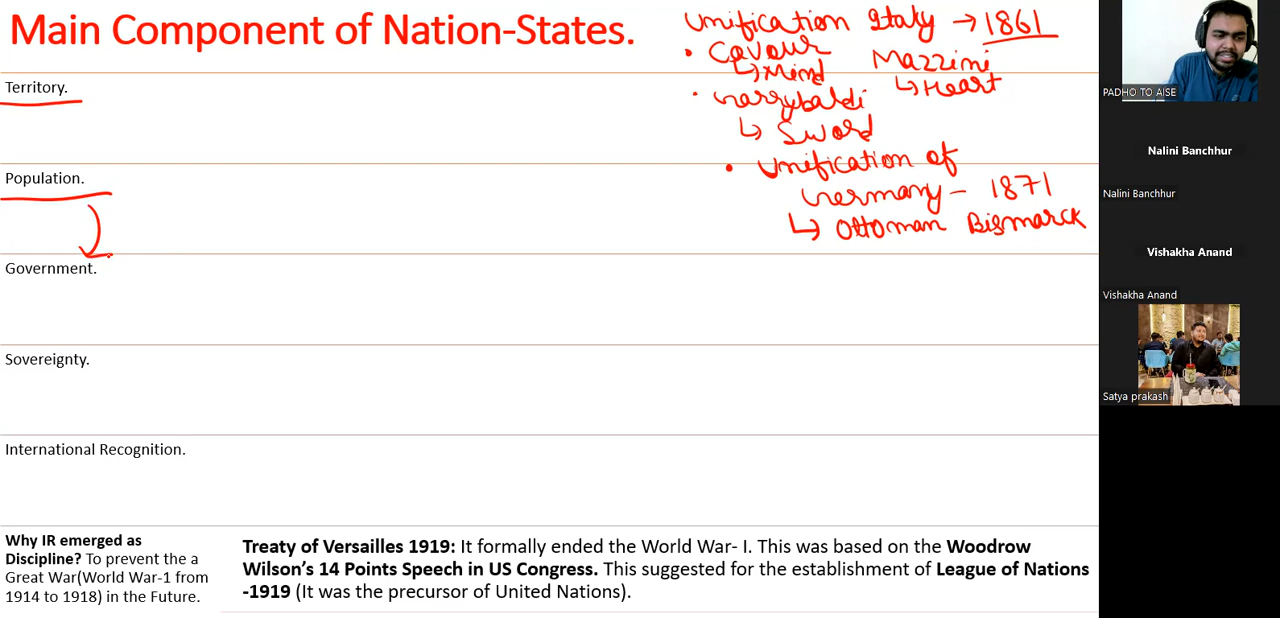 Main Component of Nation-States.
Unification Italy → 1861
• Cavour Mazzini
↳ Mind ↳ Heart
Territory.
• Garrybaldi
↳ Sword
• Unification of
Germany - 1871
↳ Ottoman Bismarck
Population.
Government.
Sovereignty.
International Recognition.
Why IR emerged as
Discipline? To prevent the a
Great War(World War-1 from
1914 to 1918) in the Future.
Treaty of Versailles 1919: It formally ended the World War- I. This was based on the Woodrow
Wilson's 14 Points Speech in US Congress. This suggested for the establishment of League of Nations
-1919 (It was the precursor of United Nations).
PADHO TO AISE
Nalini Banchhur
Nalini Banchhur
Vishakha Anand
Vishakha Anand
Satya prakash